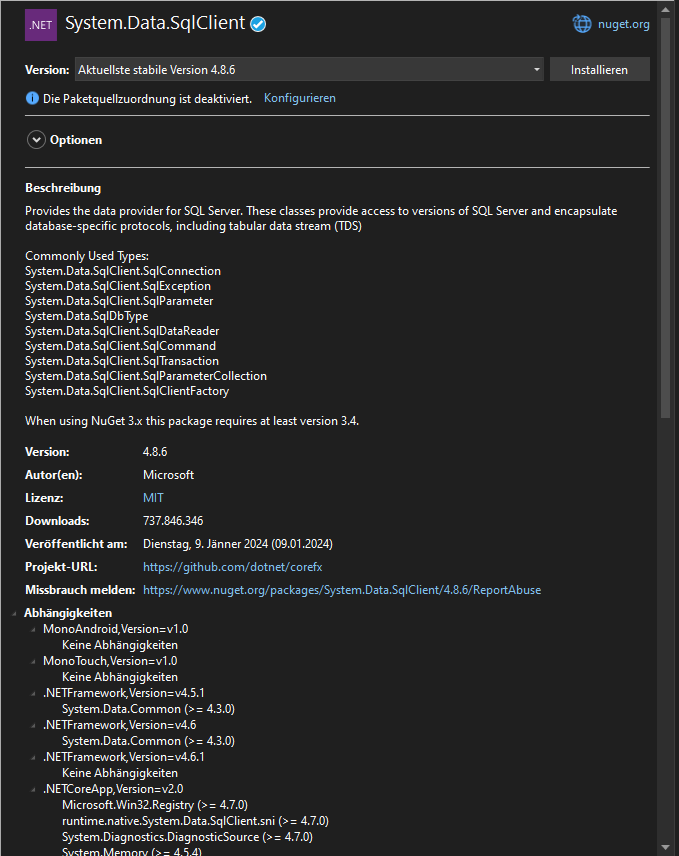 .NET
System.Data.SqlClient
nuget.org
Version:
Aktuellste stabile Version 4.8.6
Installieren
Die Paketquellzuordnung ist deaktiviert. Konfigurieren
Optionen
Beschreibung
Provides the data provider for SQL Server. These classes provide access to versions of SQL Server and encapsulate
database-specific protocols, including tabular data stream (TDS)
Commonly Used Types:
System.Data.SqlClient.SqlConnection
System.Data.SqlClient.SqlException
System.Data.SqlClient.SqlParameter
System.Data.SqlDbType
System.Data.SqlClient.SqlDataReader
System.Data.SqlClient.SqlCommand
System.Data.SqlClient.SqlTransaction
System.Data.SqlClient.SqlParameterCollection
System.Data.SqlClient.SqlClientFactory
When using NuGet 3.x this package requires at least version 3.4.
Version: 4.8.6
Autor(en): Microsoft
Lizenz: MIT
Downloads: 737.846.346
Veröffentlicht am: Dienstag, 9. Jänner 2024 (09.01.2024)
Projekt-URL: https://github.com/dotnet/corefx
Missbrauch melden: https://www.nuget.org/packages/System.Data.SqlClient/4.8.6/ReportAbuse
Abhängigkeiten
MonoAndroid,Version=v1.0
Keine Abhängigkeiten
MonoTouch,Version=v1.0
Keine Abhängigkeiten
.NETFramework,Version=v4.5.1
System.Data.Common (>= 4.3.0)
.NETFramework,Version=v4.6
System.Data.Common (>= 4.3.0)
.NETFramework,Version=v4.6.1
Keine Abhängigkeiten
.NETCoreApp,Version=v2.0
Microsoft.Win32.Registry (>= 4.7.0)
runtime.native.System.Data.SqlClient.sni (>= 4.7.0)
System.Diagnostics.DiagnosticSource (>= 4.7.0)
System.Memory (>= 4.5.4)